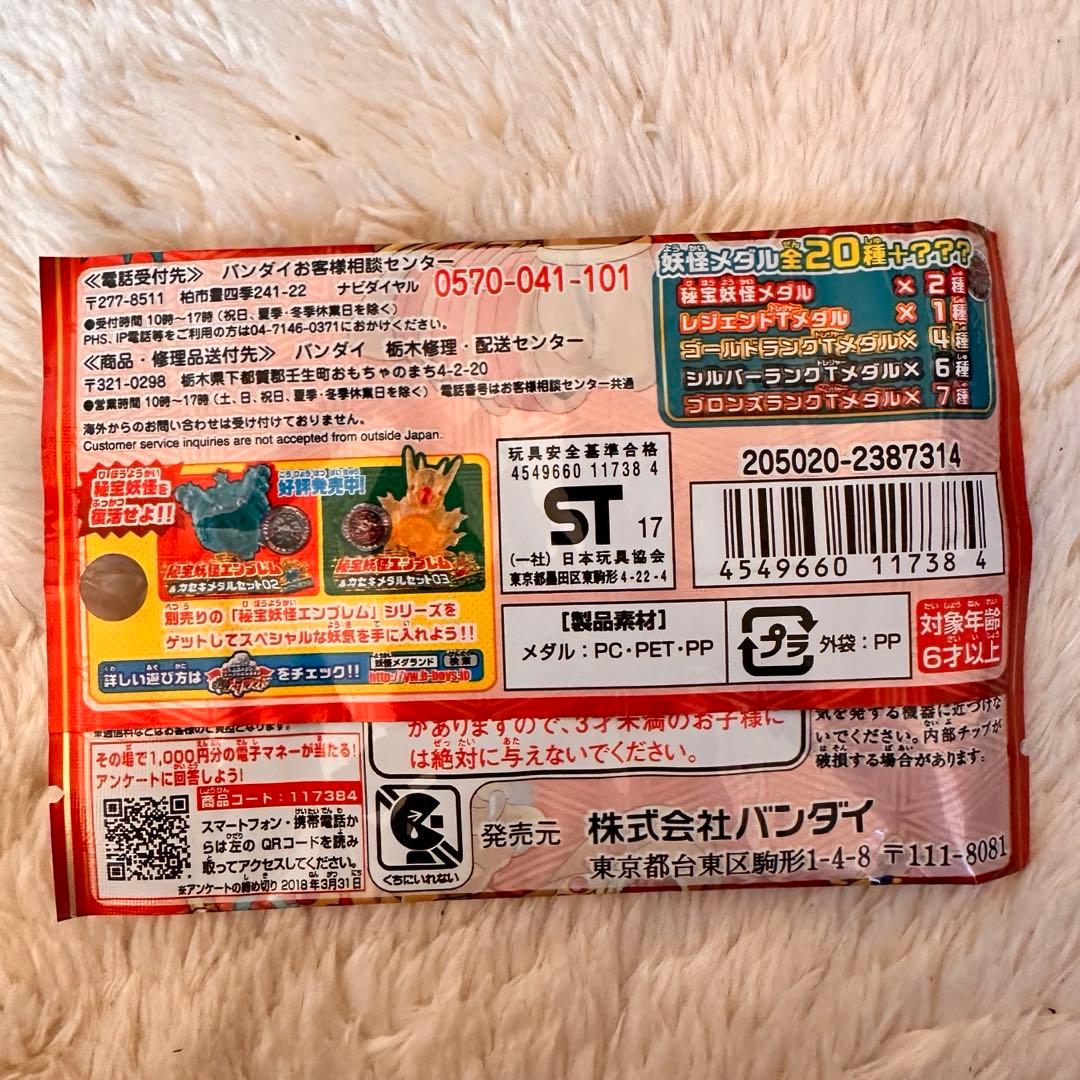 ≪電話受付先≫ バンダイお客様相談センター
〒277-8511 柏市豊四季241-22 ナビダイヤル 0570-041-101
●受付時間 10時～17時(祝日、夏季・冬季休業日を除く)
PHS、IP電話等をご利用の方は04-7146-0371におかけください。
≪商品・修理品送付先≫ バンダイ 栃木修理・配送センター
〒321-0298 栃木県下都賀郡壬生町おもちゃのまち4-2-20
●営業時間 10時～17時(土、日、祝日、夏季・冬季休業日を除く) 電話番号はお客様相談センター共通
海外からのお問い合わせは受け付けておりません。
Customer service inquiries are not accepted from outside Japan.
妖怪メダル全20種+???
秘宝妖怪メダル ×2種
レジェンドTメダル ×1種
ゴールドランクTメダル×4種
シルバーランクTメダル×6種
ブロンズランクTメダル×7種
秘宝妖怪を
復活せよ!!
好評発売中!
秘宝妖怪エンブレム
&カセキメダルセット02
秘宝妖怪エンブレム
&カセキメダルセット03
別売りの「秘宝妖怪エンブレム」シリーズを
ゲットしてスペシャルな妖気を手に入れよう!!
詳しい遊び方は
をチェック!!
妖怪メダランド 検索
http://yw.b-boys.jp
玩具安全基準合格
4549660 11738 4
ST 17
(一社)日本玩具協会
東京都墨田区東駒形4-22-4
205020-2387314
4549660 117384
【製品素材】
メダル：PC・PET・PP
プラ
外袋：PP
対象年齢
6才以上
がありますので、3才未満のお子様に
は絶対に与えないでください。
気を発する機器に近づけな
いでください。内部チップが
破損する場合があります。
その場で1,000円分の電子マネーが当たる!
アンケートに回答しよう!
商品コード：117384
スマートフォン・携帯電話か
らは左の QRコードを読み
取ってアクセスしてください。
※アンケートの締め切り 2018年3月31日
くちにいれない
発売元 株式会社バンダイ
東京都台東区駒形1-4-8 〒111-8081